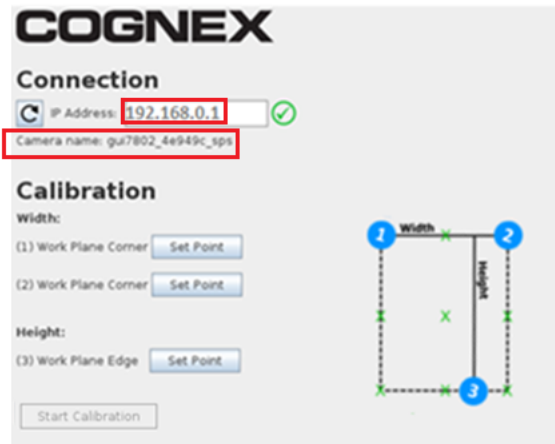 COGNEX
Connection
IP Address: 192.168.0.1
Camera name: gui7802_4e949c_sps
Calibration
Width:
(1) Work Plane Corner Set Point
(2) Work Plane Corner Set Point
Height:
(3) Work Plane Edge Set Point
Start Calibration
1 Width 2
Height
3